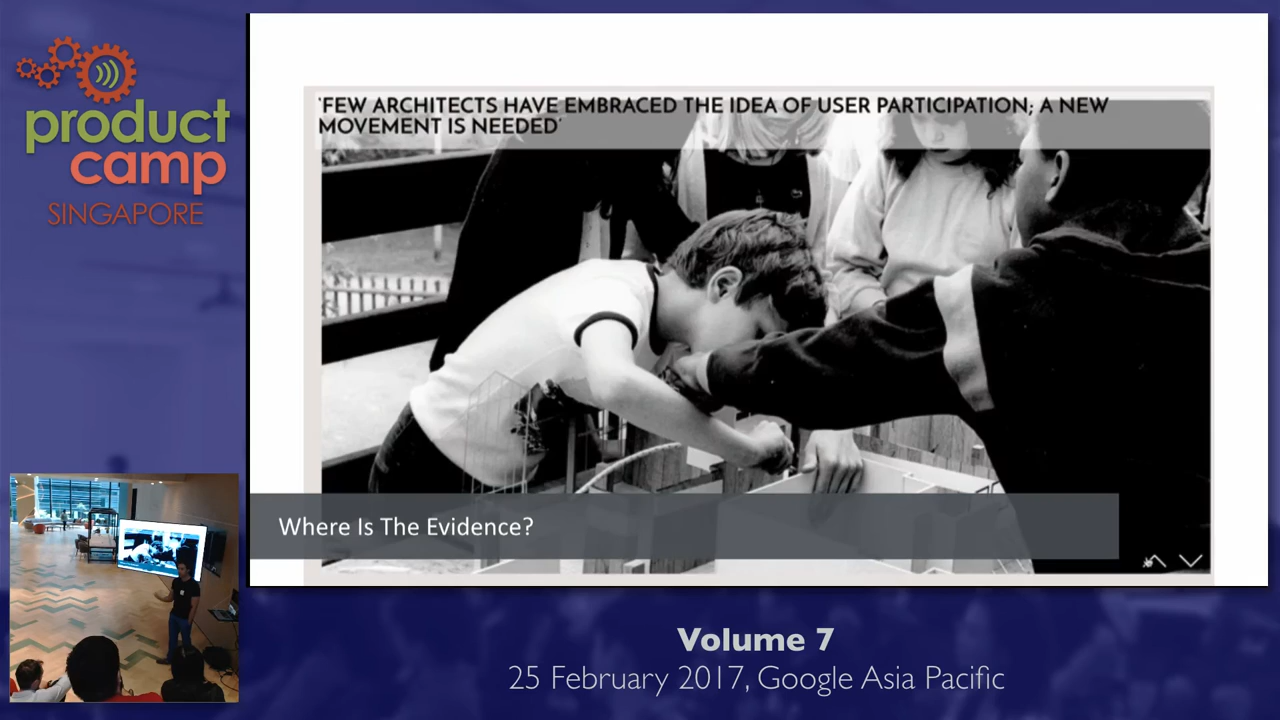 product
camp
SINGAPORE
'FEW ARCHITECTS HAVE EMBRACED THE IDEA OF USER PARTICIPATION; A NEW
MOVEMENT IS NEEDED'
Where Is The Evidence?
Volume 7
25 February 2017, Google Asia Pacific